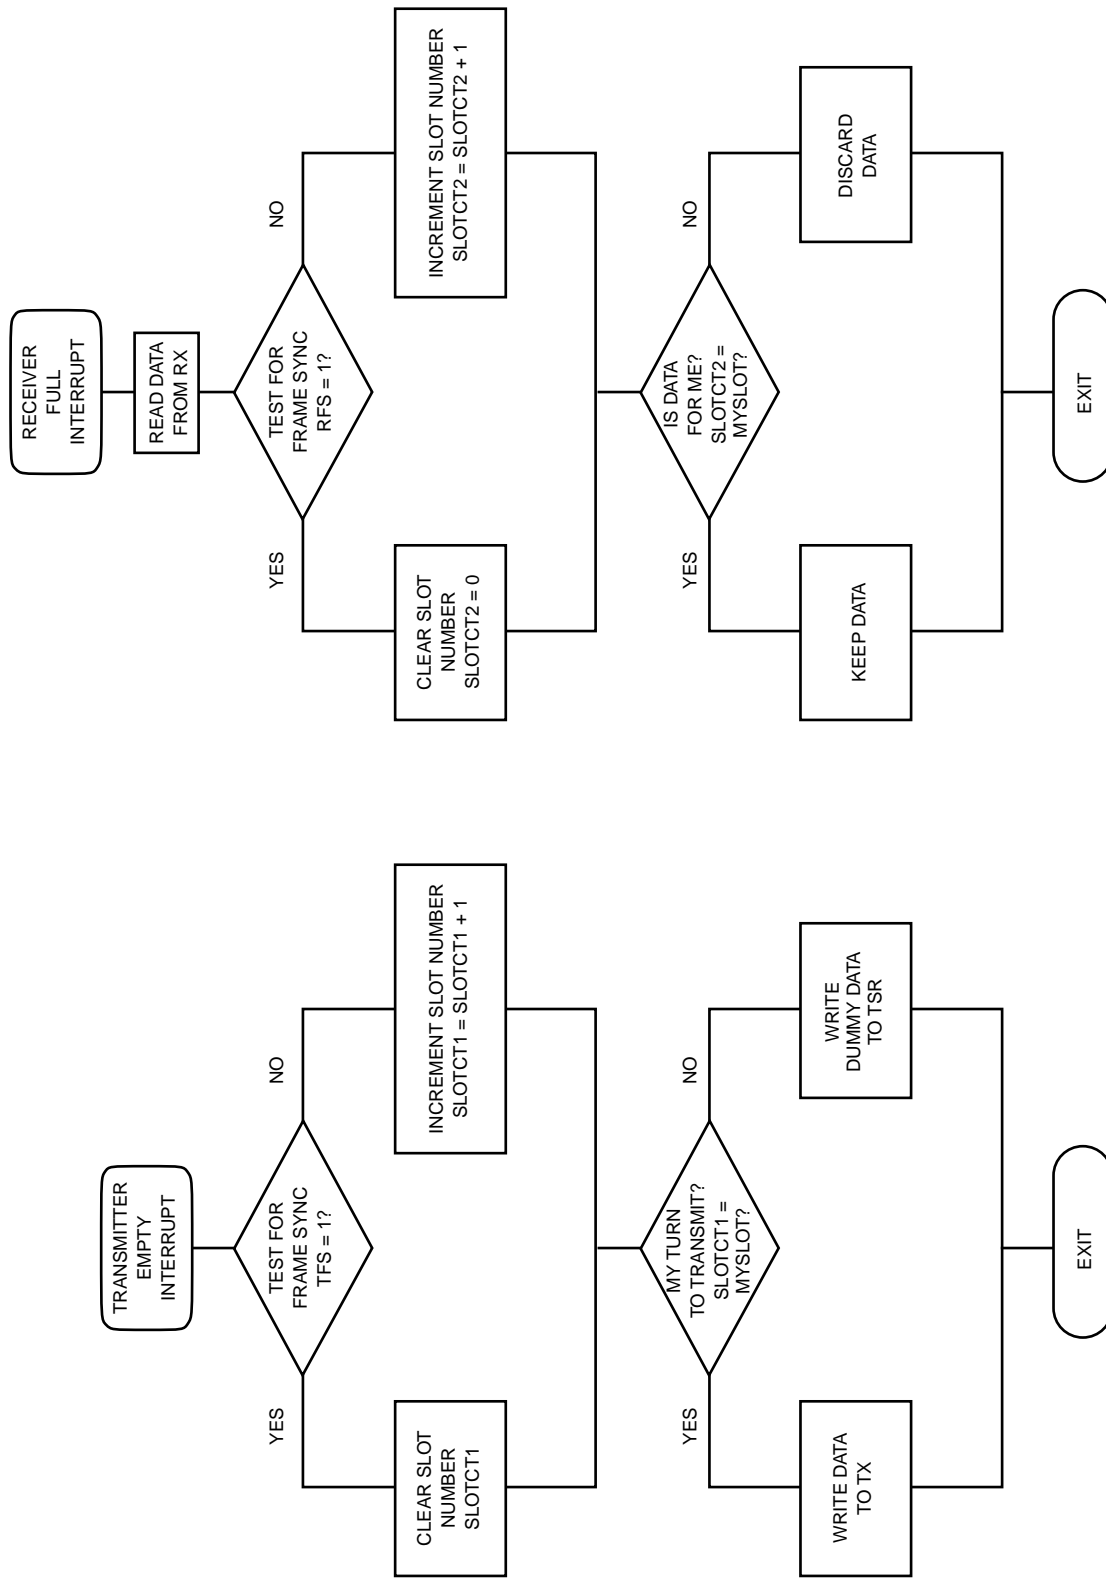 TRANSMITTER
EMPTY
INTERRUPT
TEST FOR
FRAME SYNC
TFS = 1?
YES
NO
CLEAR SLOT
NUMBER
SLOTCT1
INCREMENT SLOT NUMBER
SLOTCT1 = SLOTCT1 + 1
MY TURN
TO TRANSMIT?
SLOTCT1 =
MYSLOT?
YES
NO
WRITE DATA
TO TX
WRITE
DUMMY DATA
TO TSR
EXIT
RECEIVER
FULL
INTERRUPT
READ DATA
FROM RX
TEST FOR
FRAME SYNC
RFS = 1?
YES
NO
CLEAR SLOT
NUMBER
SLOTCT2 = 0
INCREMENT SLOT NUMBER
SLOTCT2 = SLOTCT2 + 1
IS DATA
FOR ME?
SLOTCT2 =
MYSLOT?
YES
NO
KEEP DATA
DISCARD
DATA
EXIT